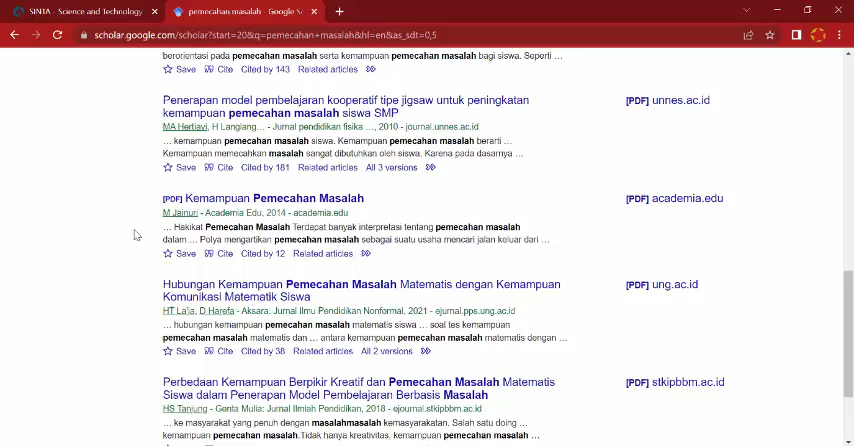 SINTA - Science and Technology
pemecahan masalah - Google S
scholar.google.com/scholar?start=20&q=pemecahan+masalah&hl=en&as_sdt=0,5
berorientasi pada pemecahan masalah serta kemampuan pemecahan masalah bagi siswa. Seperti …
Save Cite Cited by 143 Related articles
Penerapan model pembelajaran kooperatif tipe jigsaw untuk peningkatan
kemampuan pemecahan masalah siswa SMP
[PDF] unnes.ac.id
MA Hertiavi, H Langlang… - Jurnal pendidikan fisika …, 2010 - journal.unnes.ac.id
… kemampuan pemecahan masalah siswa. Kemampuan pemecahan masalah berarti …
Kemampuan memecahkan masalah sangat dibutuhkan oleh siswa. Karena pada dasarnya …
Save Cite Cited by 181 Related articles All 3 versions
[PDF] Kemampuan Pemecahan Masalah
[PDF] academia.edu
M Jainuri - Academia Edu, 2014 - academia.edu
… Hakikat Pemecahan Masalah Terdapat banyak interpretasi tentang pemecahan masalah
dalam … Polya mengartikan pemecahan masalah sebagai suatu usaha mencari jalan keluar dari …
Save Cite Cited by 12 Related articles
Hubungan Kemampuan Pemecahan Masalah Matematis dengan Kemampuan
Komunikasi Matematik Siswa
[PDF] ung.ac.id
HT La'ia, D Harefa - Aksara: Jurnal Ilmu Pendidikan Nonformal, 2021 - ejurnal.pps.ung.ac.id
… hubungan kemampuan pemecahan masalah matematis siswa … soal tes kemampuan
pemecahan masalah matematis dan … antara kemampuan pemecahan masalah matematis dengan …
Save Cite Cited by 38 Related articles All 2 versions
Perbedaan Kemampuan Berpikir Kreatif dan Pemecahan Masalah Matematis
Siswa dalam Penerapan Model Pembelajaran Berbasis Masalah
[PDF] stkipbbm.ac.id
HS Tanjung - Genta Mulia: Jurnal Ilmiah Pendidikan, 2018 - ejournal.stkipbbm.ac.id
… ke masyarakat yang penuh dengan masalahmasalah kemasyarakatan. Salah satu doing …
kemampuan pemecahan masalah.Tidak hanya kreativitas, kemampuan pemecahan masalah …